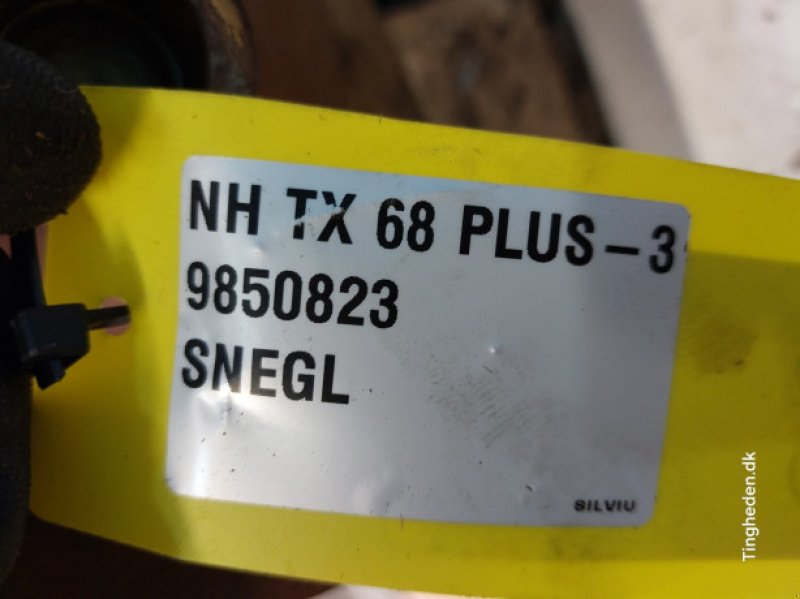 NH TX 68 PLUS-3
9850823
SNEGL
SILVIU
Tingheden.dk